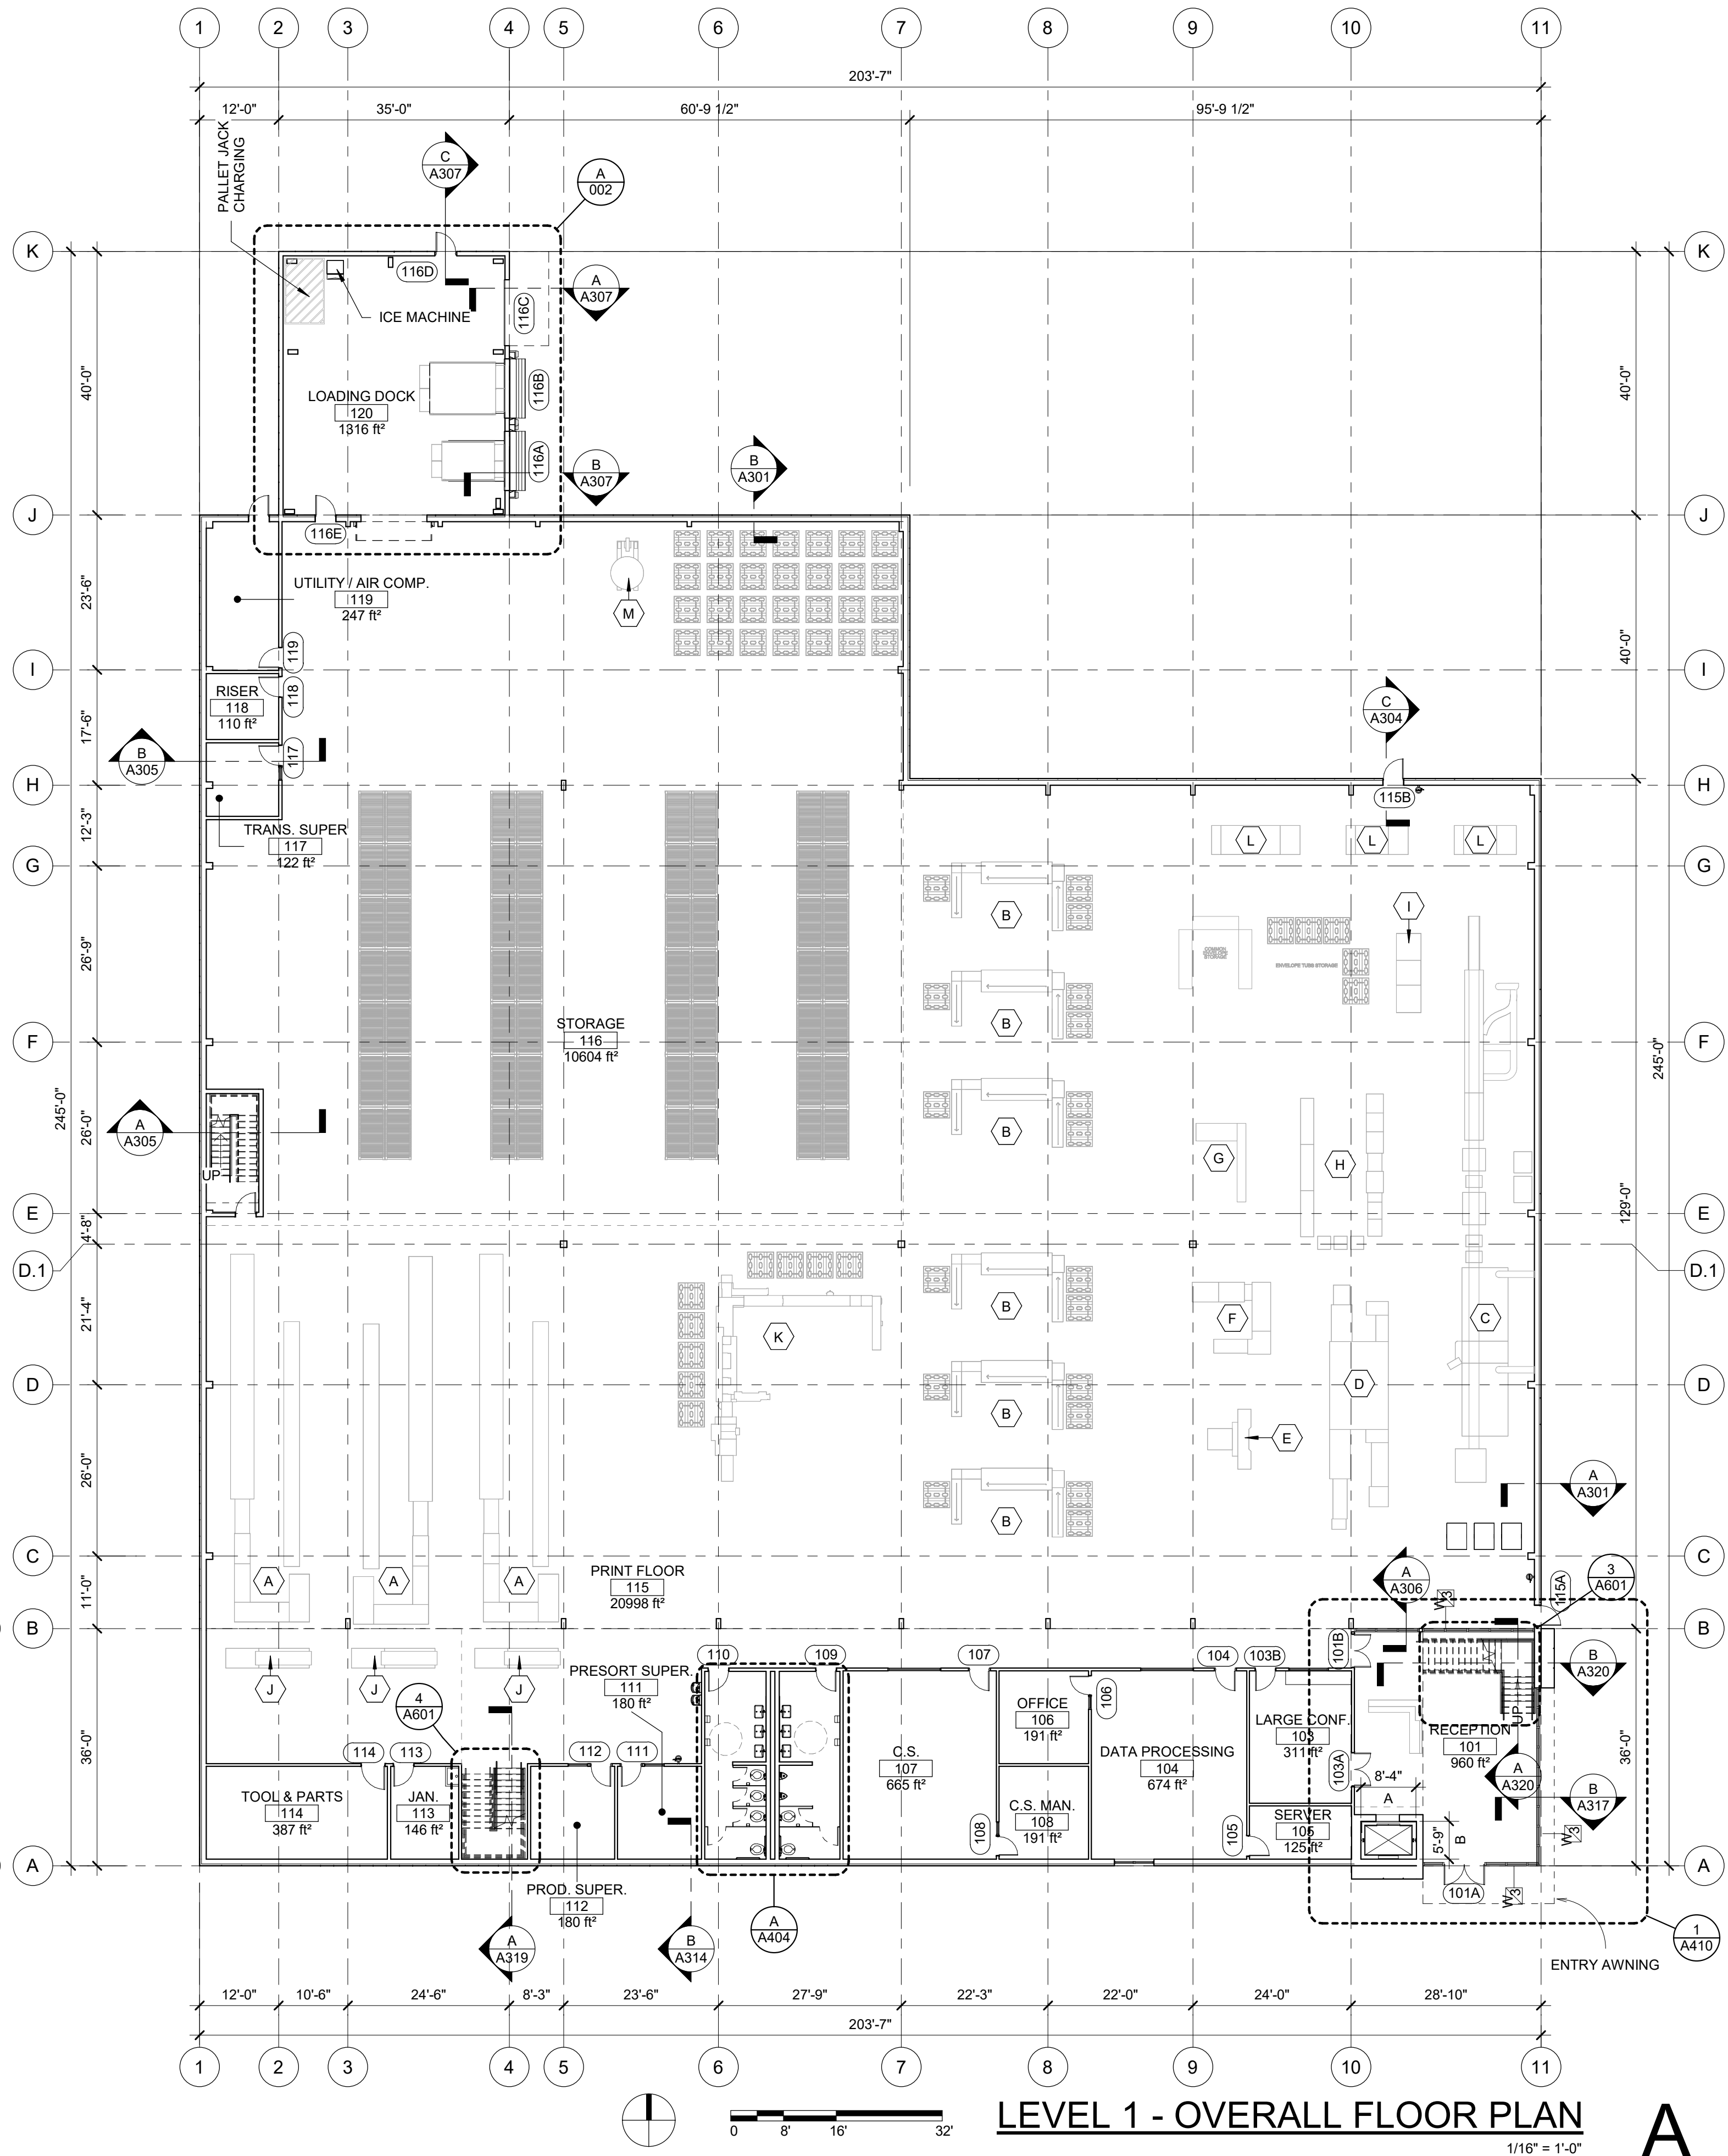 1 2 3 4 5 6 7 8 9 10 11
203'-7"
12'-0" 35'-0" 60'-9 1/2" 95'-9 1/2"
PALLET JACK
CHARGING
C
A307
A
002
K K
116D
A
A307
116C
ICE MACHINE
40'-0" 40'-0"
116B
LOADING DOCK
120
1316 ft²
116A
B
A307
B
A301
J J
116E
UTILITY / AIR COMP.
119
247 ft²
M
23'-6" 40'-0"
119
I I
118
RISER
118
110 ft²
17'-6"
C
A304
B
A305
117
H H
115B
12'-3"
TRANS. SUPER
117
122 ft²
L L L
G G
I
B
26'-9"
COMMON
ENVELOPE
STORAGE
ENVELOPE TUBS STORAGE
B
STORAGE
116
10604 ft²
F F
245'-0" 245'-0"
26'-0"
A
A305
B
G H
UP
E E
4'-8" 129'-0"
D.1 D.1
21'-4"
B
K
F
C
D D
B
D
E
26'-0"
A
A301
B
C C
A A A
PRINT FLOOR
115
20998 ft²
11'-0"
A
A306
3
A601
W3
115A
B B
110 109 107 104 103B 101B
B
A320
J J J
PRESORT SUPER.
111
180 ft²
4
A601
OFFICE
106
191 ft²
106
LARGE CONF.
103
311 ft²
UP
RECEPTION
101
960 ft²
36'-0" 36'-0"
114 113 112 111
C.S.
107
665 ft²
DATA PROCESSING
104
674 ft²
103A
8'-4"
A
A
A320
B
A317
TOOL & PARTS
114
387 ft²
JAN.
113
146 ft²
C.S. MAN.
108
191 ft²
108
SERVER
105
125 ft²
105
5'-9"
B
W3
A A
101A
W3
PROD. SUPER.
112
180 ft²
A
A404
A
A319
B
A314
1
A410
ENTRY AWNING
12'-0" 10'-6" 24'-6" 8'-3" 23'-6" 27'-9" 22'-3" 22'-0" 24'-0" 28'-10"
203'-7"
1 2 3 4 5 6 7 8 9 10 11
0 8' 16' 32'
LEVEL 1 - OVERALL FLOOR PLAN
1/16" = 1'-0"
A